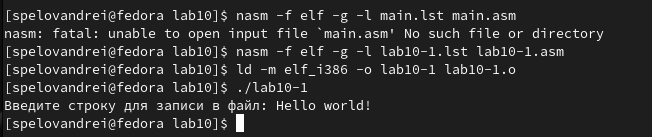 [spelovandrei@fedora lab10]$ nasm -f elf -g -l main.lst main.asm
nasm: fatal: unable to open input file `main.asm' No such file or directory
[spelovandrei@fedora lab10]$ nasm -f elf -g -l lab10-1.lst lab10-1.asm
[spelovandrei@fedora lab10]$ ld -m elf_i386 -o lab10-1 lab10-1.o
[spelovandrei@fedora lab10]$ ./lab10-1
Введите строку для записи в файл: Hello world!
[spelovandrei@fedora lab10]$